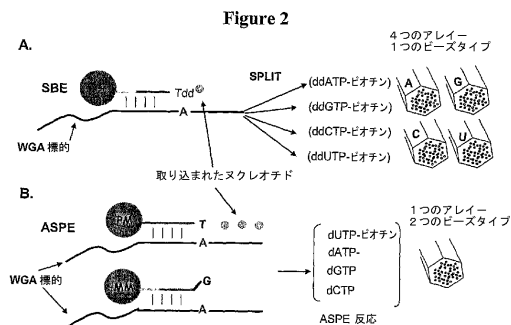 Figure 2
A.
4つのアレイー
1つのビーズタイプ
SBE
Tdd
SPLIT
A
(ddATP-ビオチン)
(ddGTP-ビオチン)
(ddCTP-ビオチン)
(ddUTP-ビオチン)
A
G
C
U
WGA 標的
取り込まれたヌクレオチド
B.
ASPE
PM
T
A
WGA 標的
MM
G
A
dUTP-ビオチン
dATP-
dGTP
dCTP
ASPE 反応
1つのアレイー
2つのビーズタイプ